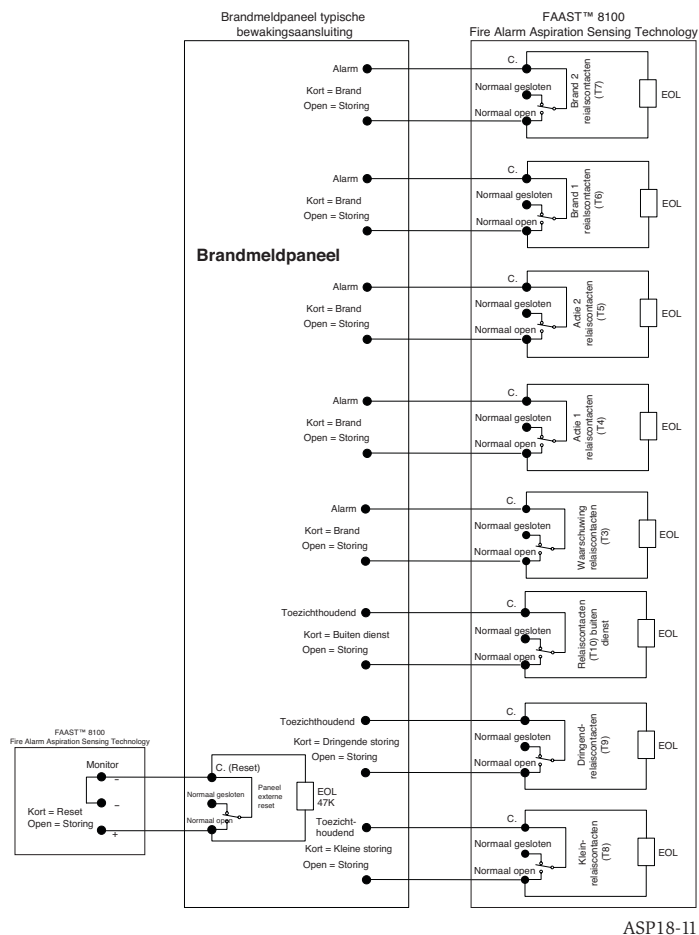 Brandmeldpaneel typische
bewakingsaansluiting
FAAST™ 8100
Fire Alarm Aspiration Sensing Technology
Alarm
Kort = Brand
Open = Storing
C.
Normaal gesloten
Normaal open
Brand 2
relaiscontacten
(T7)
EOL
Alarm
Kort = Brand
Open = Storing
C.
Normaal gesloten
Normaal open
Brand 1
relaiscontacten
(T6)
EOL
Brandmeldpaneel
Alarm
Kort = Brand
Open = Storing
C.
Normaal gesloten
Normaal open
Actie 2
relaiscontacten
(T5)
EOL
Alarm
Kort = Brand
Open = Storing
C.
Normaal gesloten
Normaal open
Actie 1
relaiscontacten
(T4)
EOL
Alarm
Kort = Brand
Open = Storing
C.
Normaal gesloten
Normaal open
Waarschuwing
relaiscontacten
(T3)
EOL
Toezichthoudend
Kort = Buiten dienst
Open = Storing
C.
Normaal gesloten
Normaal open
Relaiscontacten
(T10) buiten
dienst
EOL
Toezichthoudend
Kort = Dringende storing
Open = Storing
C.
Normaal gesloten
Normaal open
Dringend-
relaiscontacten
(T9)
EOL
FAAST™ 8100
Fire Alarm Aspiration Sensing Technology
Monitor
–
–
+
Kort = Reset
Open = Storing
C. (Reset)
Normaal gesloten
Normaal open
Paneel
externe
reset
EOL
47K
Toezicht-
houdend
Kort = Kleine storing
Open = Storing
C.
Normaal gesloten
Normaal open
Klein-
relaiscontacten
(T8)
EOL
ASP18-11